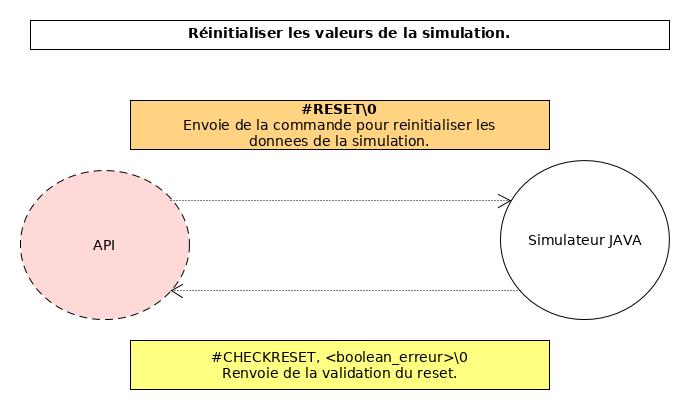 Réinitialiser les valeurs de la simulation.
#RESET\0
Envoie de la commande pour reinitialiser les
donnees de la simulation.
API
Simulateur JAVA
#CHECKRESET, <boolean_erreur>\0
Renvoie de la validation du reset.